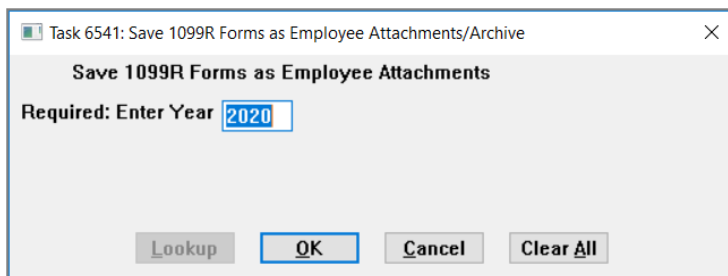 Task 6541: Save 1099R Forms as Employee Attachments/Archive
Save 1099R Forms as Employee Attachments
Required: Enter Year 2020
Lookup OK Cancel Clear All